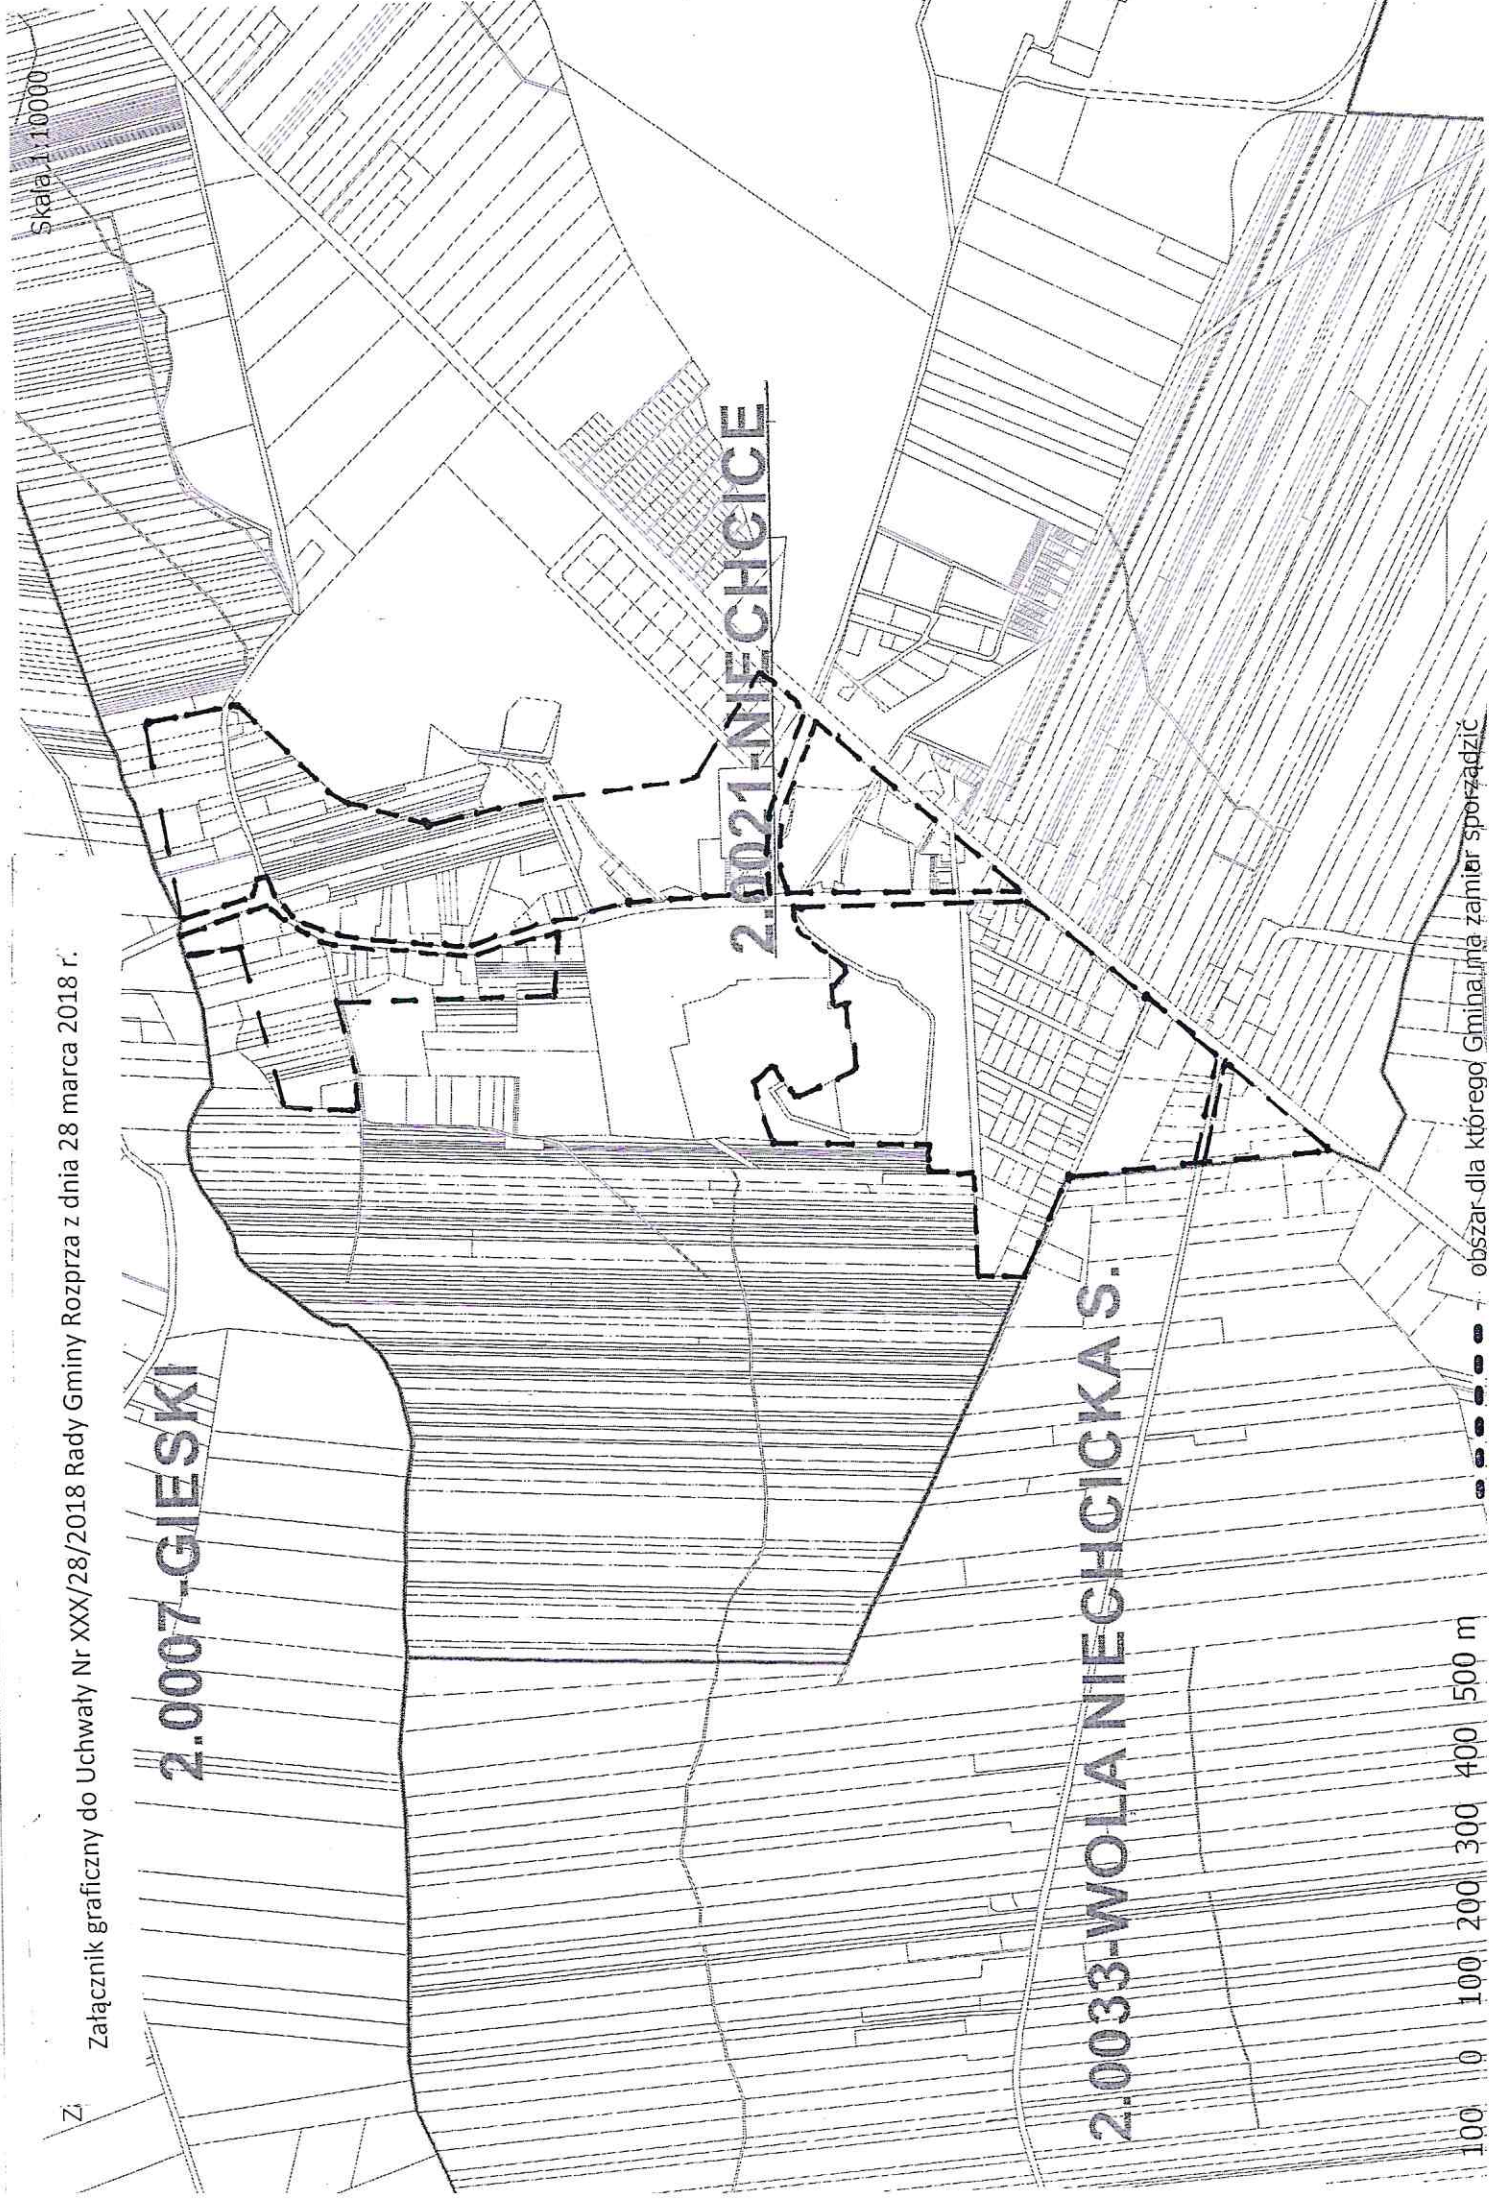 Z
Załącznik graficzny do Uchwały Nr XXX/28/2018 Rady Gminy Rozprza z dnia 28 marca 2018 r.
Skala 1:10000
2.0007-GIESKI
2.0021-NIECHCICE
2.0033-WOLA NIECHCICKA S.
100 0 100 200 300 400 500 m
- obszar dla którego Gmina ma zamiar sporządzić